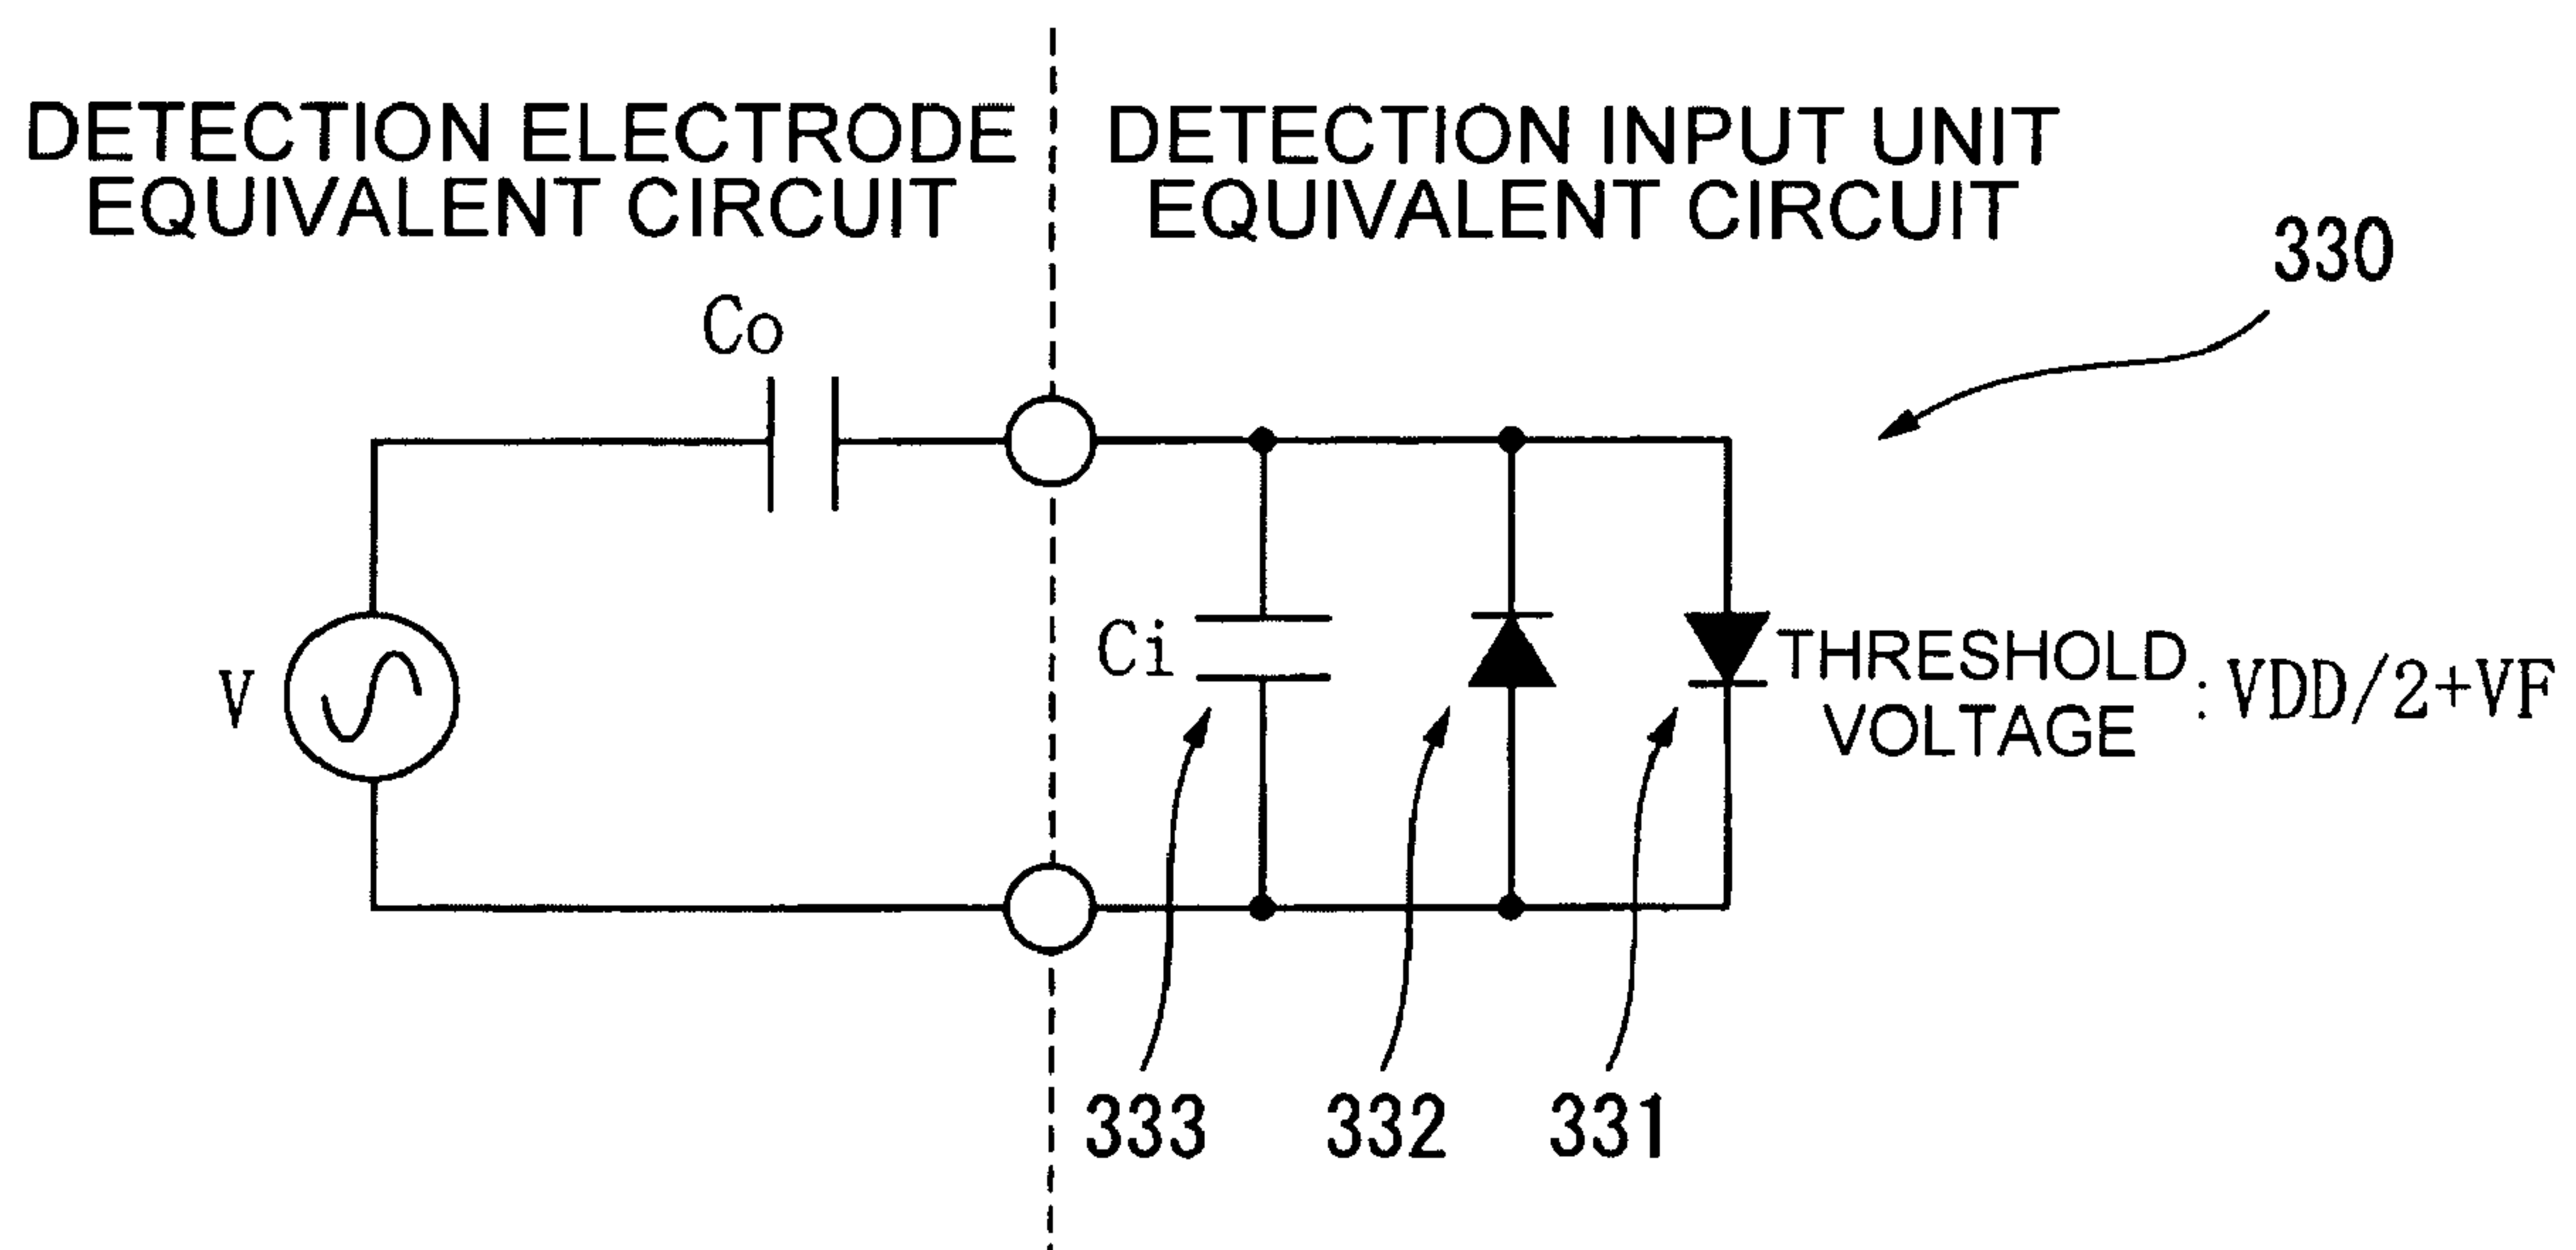 DETECTION ELECTRODE
EQUIVALENT CIRCUIT
DETECTION INPUT UNIT
EQUIVALENT CIRCUIT
330
Co
Ci
V
THRESHOLD
VOLTAGE
: VDD/2+VF
333
332
331